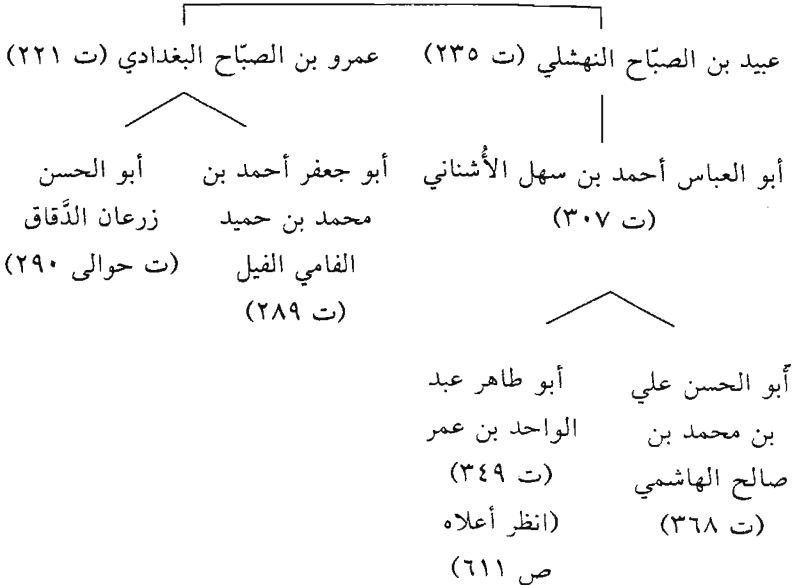 عبيد بن الصبّاح النهشلي (ت ٢٣٥)
عمرو بن الصبّاح البغدادي (ت ٢٢١)
أبو العباس أحمد بن سهل الأُشناني
(ت ٣٠٧)
أبو جعفر أحمد بن
محمد بن حميد
الفامي الفيل
(ت ٢٨٩)
أبو الحسن
زرعان الدَّقاق
(ت حوالى ٢٩٠)
أبو الحسن علي
بن محمد بن
صالح الهاشمي
(ت ٣٦٨)
أبو طاهر عبد
الواحد بن عمر
(ت ٣٤٩)
(انظر أعلاه
ص ٦١١)